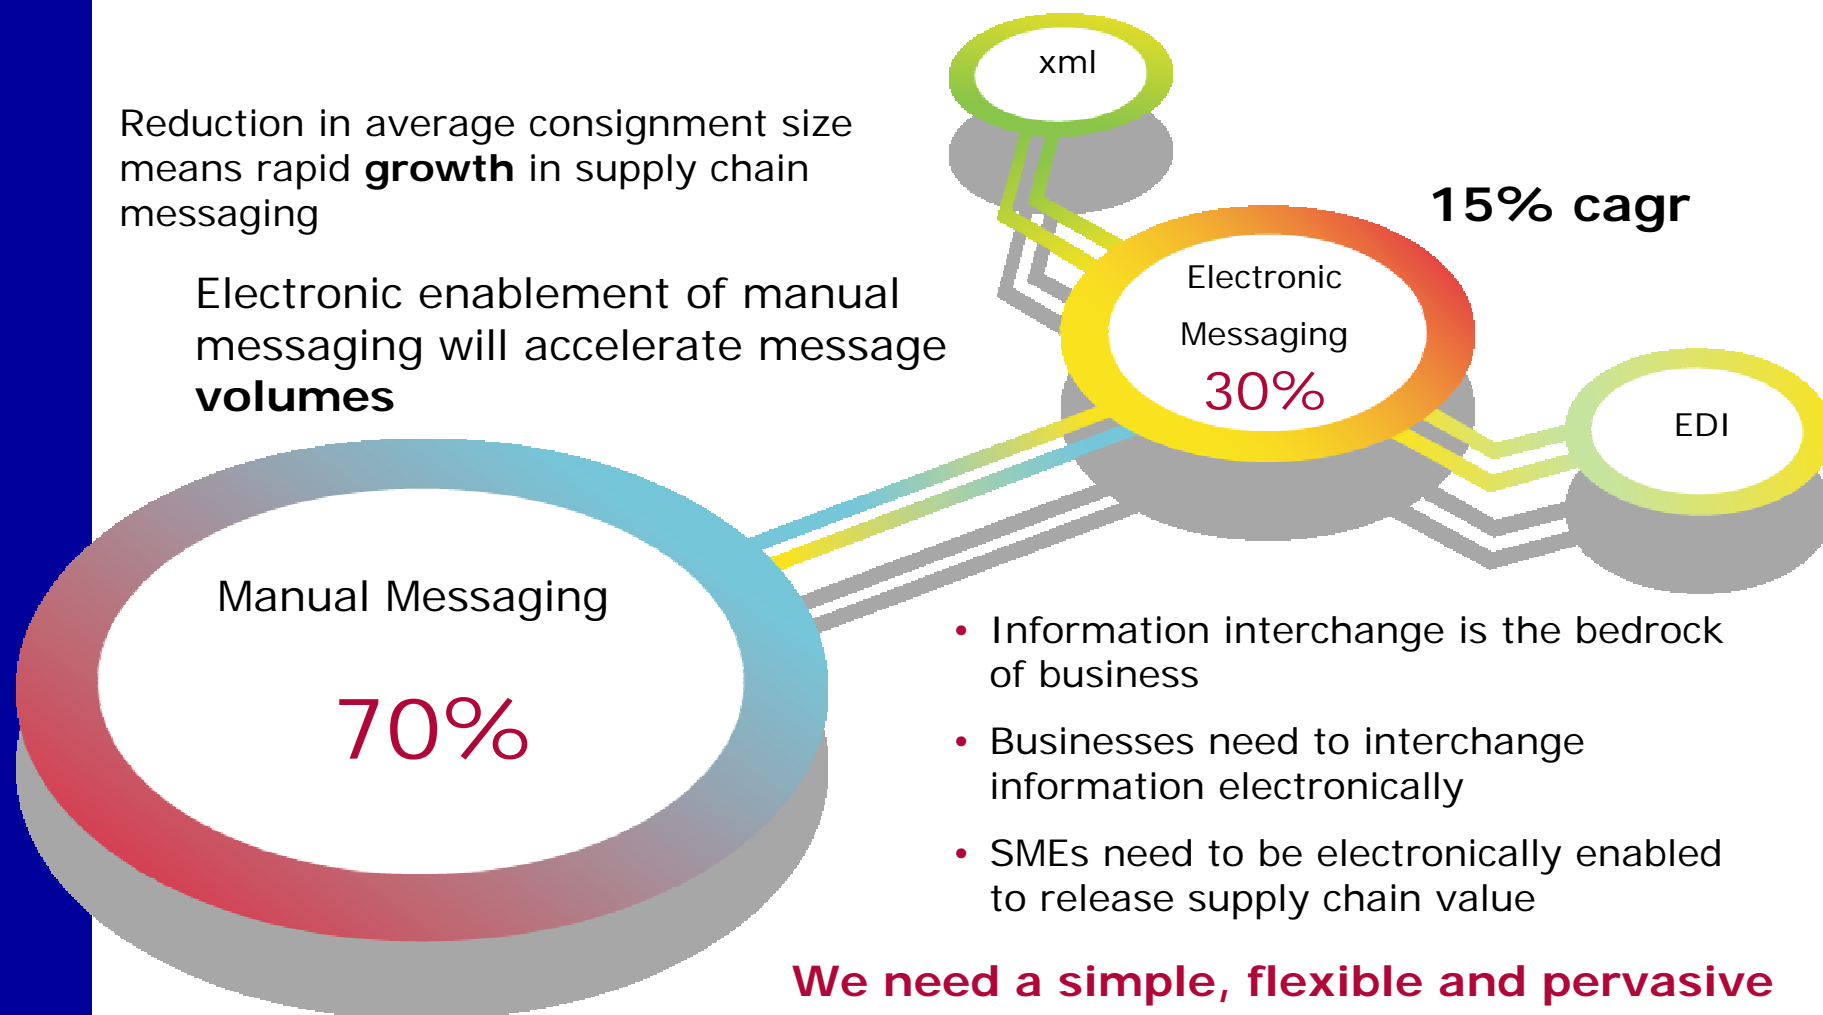 xml
Reduction in average consignment size
means rapid growth in supply chain
messaging
15% cagr
Electronic enablement of manual
messaging will accelerate message
volumes
Electronic
Messaging
30%
EDI
Manual Messaging
70%
• Information interchange is the bedrock
of business
• Businesses need to interchange
information electronically
• SMEs need to be electronically enabled
to release supply chain value
We need a simple, flexible and pervasive